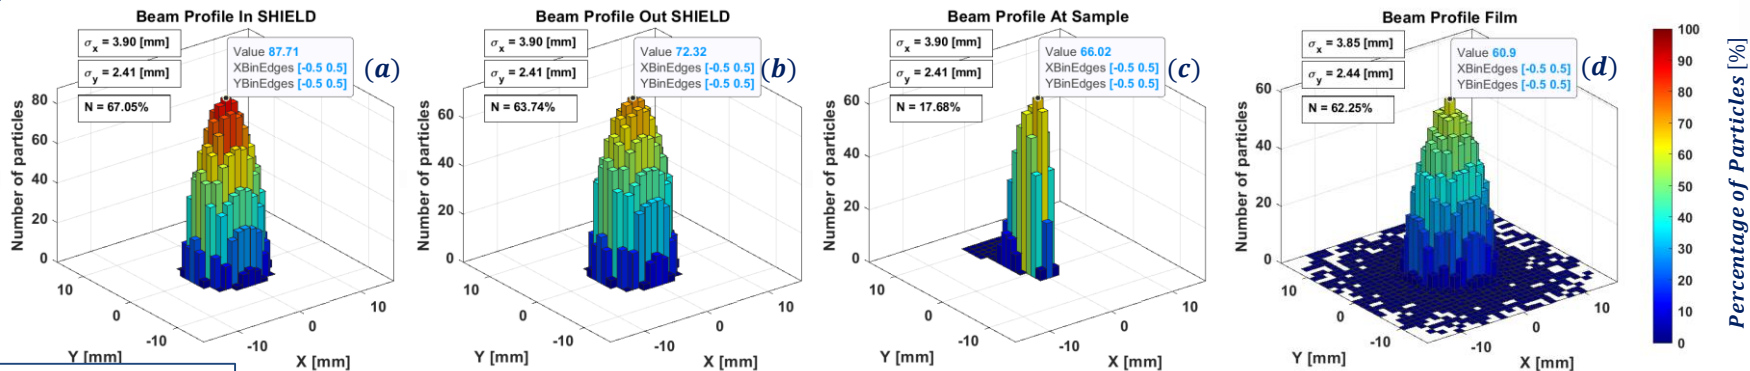 Beam Profile In SHIELD
σx = 3.90 [mm]
σy = 2.41 [mm]
N = 67.05%
Value 87.71
XBinEdges [-0.5 0.5]
YBinEdges [-0.5 0.5]
(a)
Number of particles
80
60
40
20
0
10
0
-10
Y [mm]
-10
0
10
X [mm]
Beam Profile Out SHIELD
σx = 3.90 [mm]
σy = 2.41 [mm]
N = 63.74%
Value 72.32
XBinEdges [-0.5 0.5]
YBinEdges [-0.5 0.5]
(b)
Number of particles
60
40
20
0
10
0
-10
Y [mm]
-10
0
10
X [mm]
Beam Profile At Sample
σx = 3.90 [mm]
σy = 2.41 [mm]
N = 17.68%
Value 66.02
XBinEdges [-0.5 0.5]
YBinEdges [-0.5 0.5]
(c)
Number of particles
60
40
20
0
10
0
-10
Y [mm]
-10
0
10
X [mm]
Beam Profile Film
σx = 3.85 [mm]
σy = 2.44 [mm]
N = 62.25%
Value 60.9
XBinEdges [-0.5 0.5]
YBinEdges [-0.5 0.5]
(d)
Number of particles
60
40
20
0
10
0
-10
Y [mm]
-10
0
10
X [mm]
100
90
80
70
60
50
40
30
20
10
0
Percentage of Particles [%]